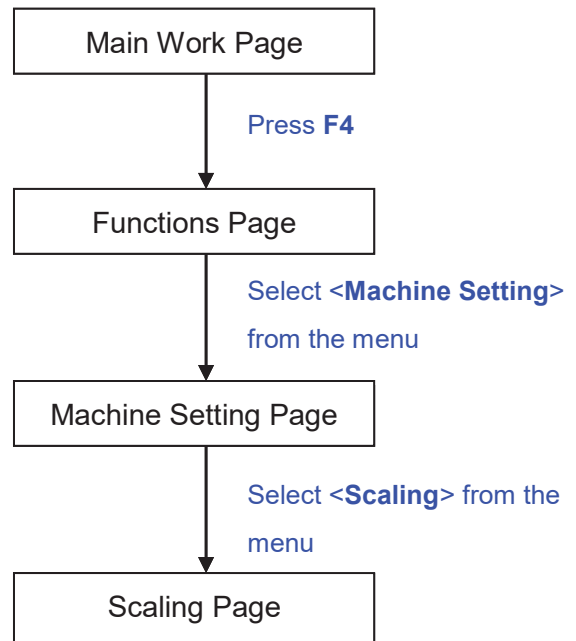 Main Work Page
Press F4
Functions Page
Select <Machine Setting>
from the menu
Machine Setting Page
Select <Scaling> from the
menu
Scaling Page